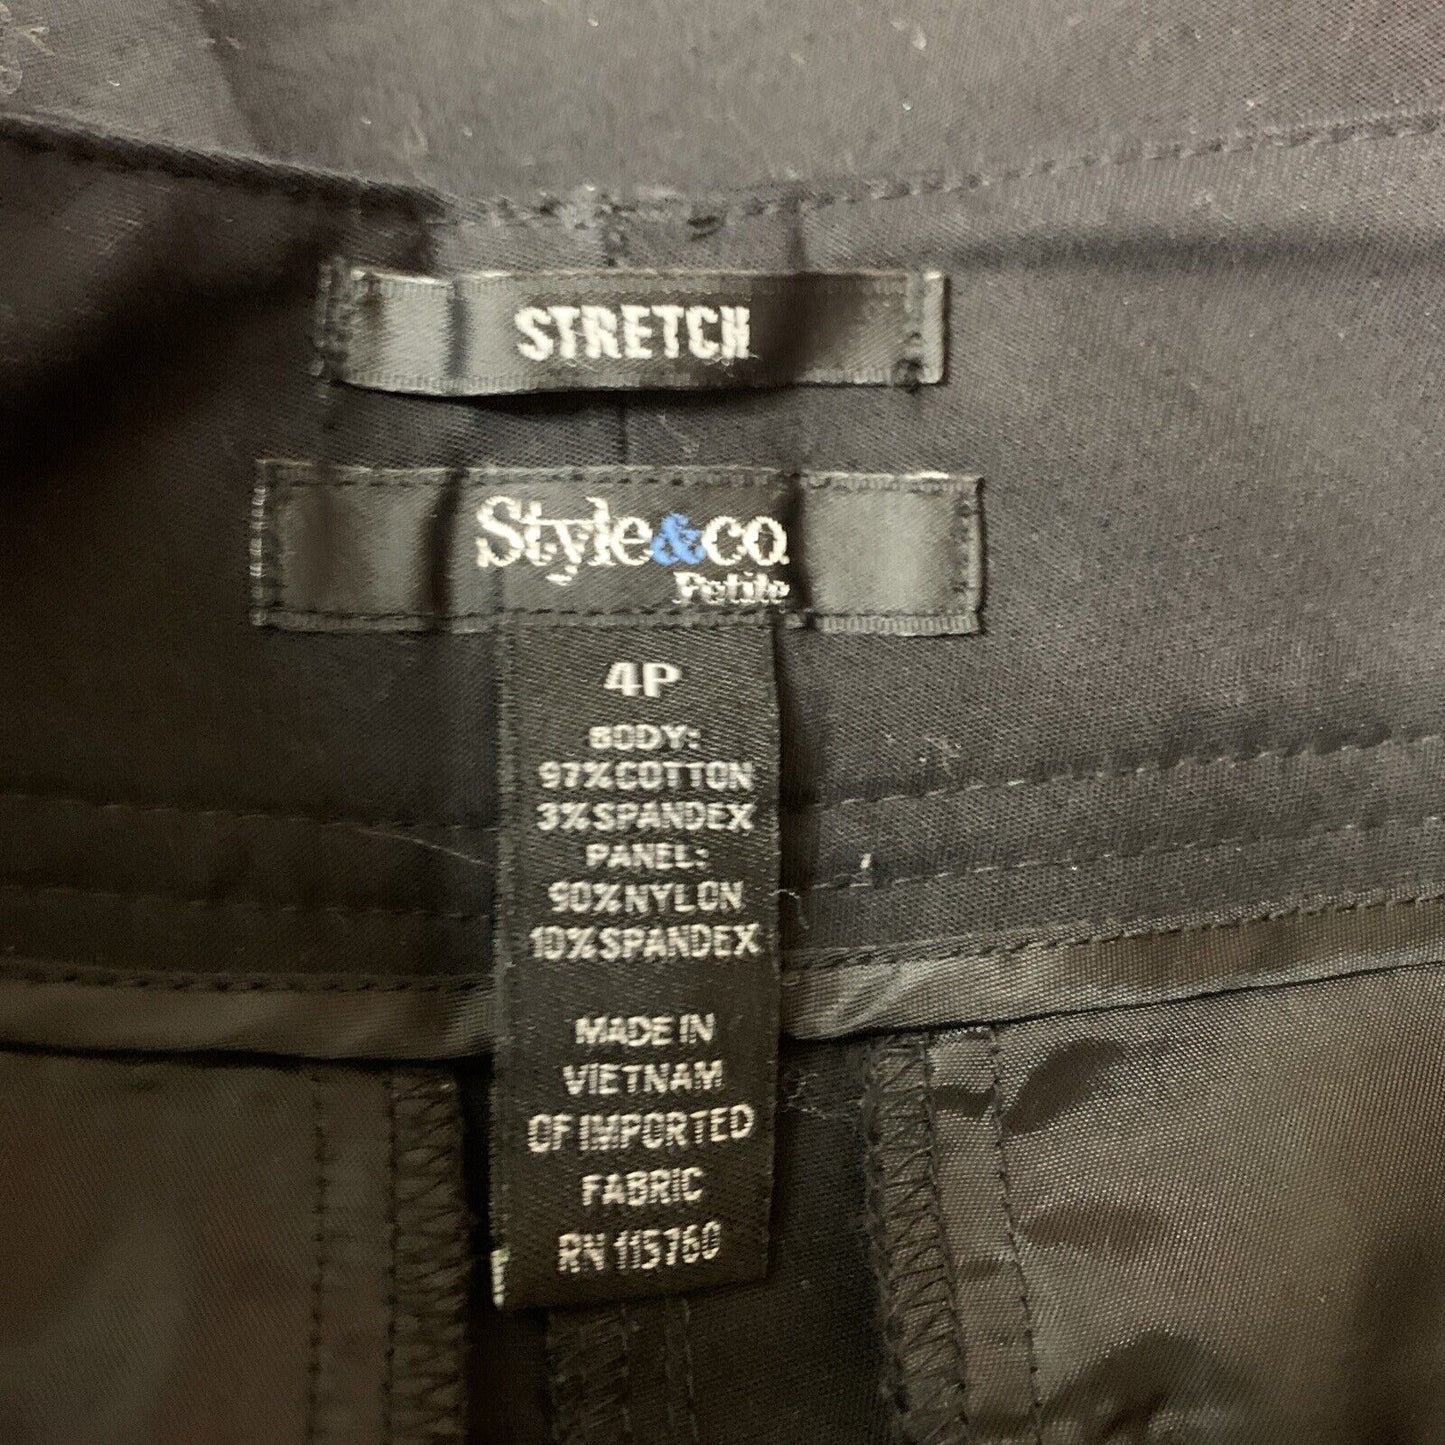 STRETCH
Style&co.
Petite
4P
BODY:
97%COTTON
3%SPANDEX
PANEL:
90%NYLON
10%SPANDEX
MADE IN
VIETNAM
OF IMPORTED
FABRIC
RN 115760